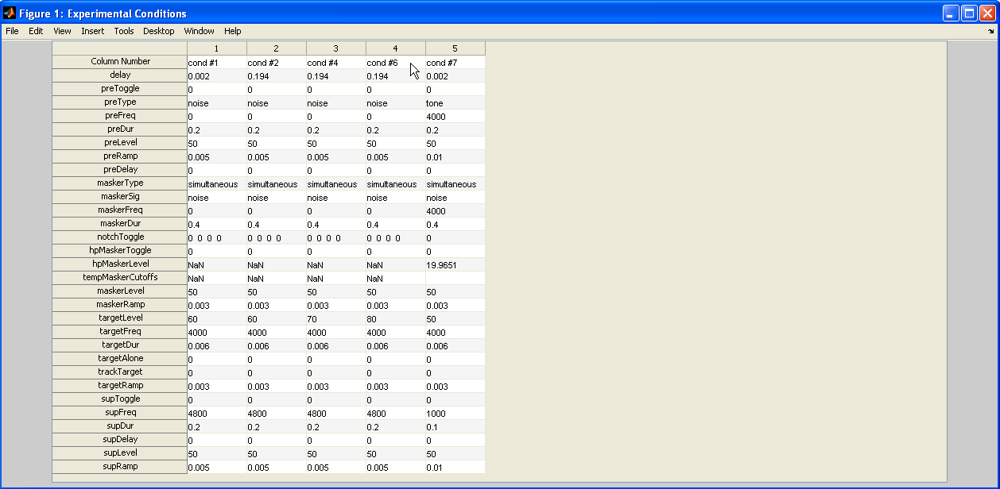 Figure 1: Experimental Conditions
File Edit View Insert Tools Desktop Window Help
1 2 3 4 5
Column Number cond #1 cond #2 cond #4 cond #6 cond #7
delay 0.002 0.194 0.194 0.194 0.002
preToggle 0 0 0 0 0
preType noise noise noise noise tone
preFreq 0 0 0 0 4000
preDur 0.2 0.2 0.2 0.2 0.2
preLevel 50 50 50 50 50
preRamp 0.005 0.005 0.005 0.005 0.01
preDelay 0 0 0 0 0
maskerType simultaneous simultaneous simultaneous simultaneous simultaneous
maskerSig noise noise noise noise noise
maskerFreq 0 0 0 0 4000
maskerDur 0.4 0.4 0.4 0.4 0.4
notchToggle 0 0 0 0 0 0 0 0 0 0 0 0 0 0 0 0 0
hpMaskerToggle 0 0 0 0 0
hpMaskerLevel NaN NaN NaN NaN 19.9651
tempMaskerCutoffs NaN NaN NaN NaN
maskerLevel 50 50 50 50 50
maskerRamp 0.003 0.003 0.003 0.003 0.003
targetLevel 60 60 70 80 50
targetFreq 4000 4000 4000 4000 4000
targetDur 0.006 0.006 0.006 0.006 0.006
targetAlone 0 0 0 0 0
trackTarget 0 0 0 0 0
targetRamp 0.003 0.003 0.003 0.003 0.003
supToggle 0 0 0 0 0
supFreq 4800 4800 4800 4800 1000
supDur 0.2 0.2 0.2 0.2 0.1
supDelay 0 0 0 0 0
supLevel 50 50 50 50 50
supRamp 0.005 0.005 0.005 0.005 0.01